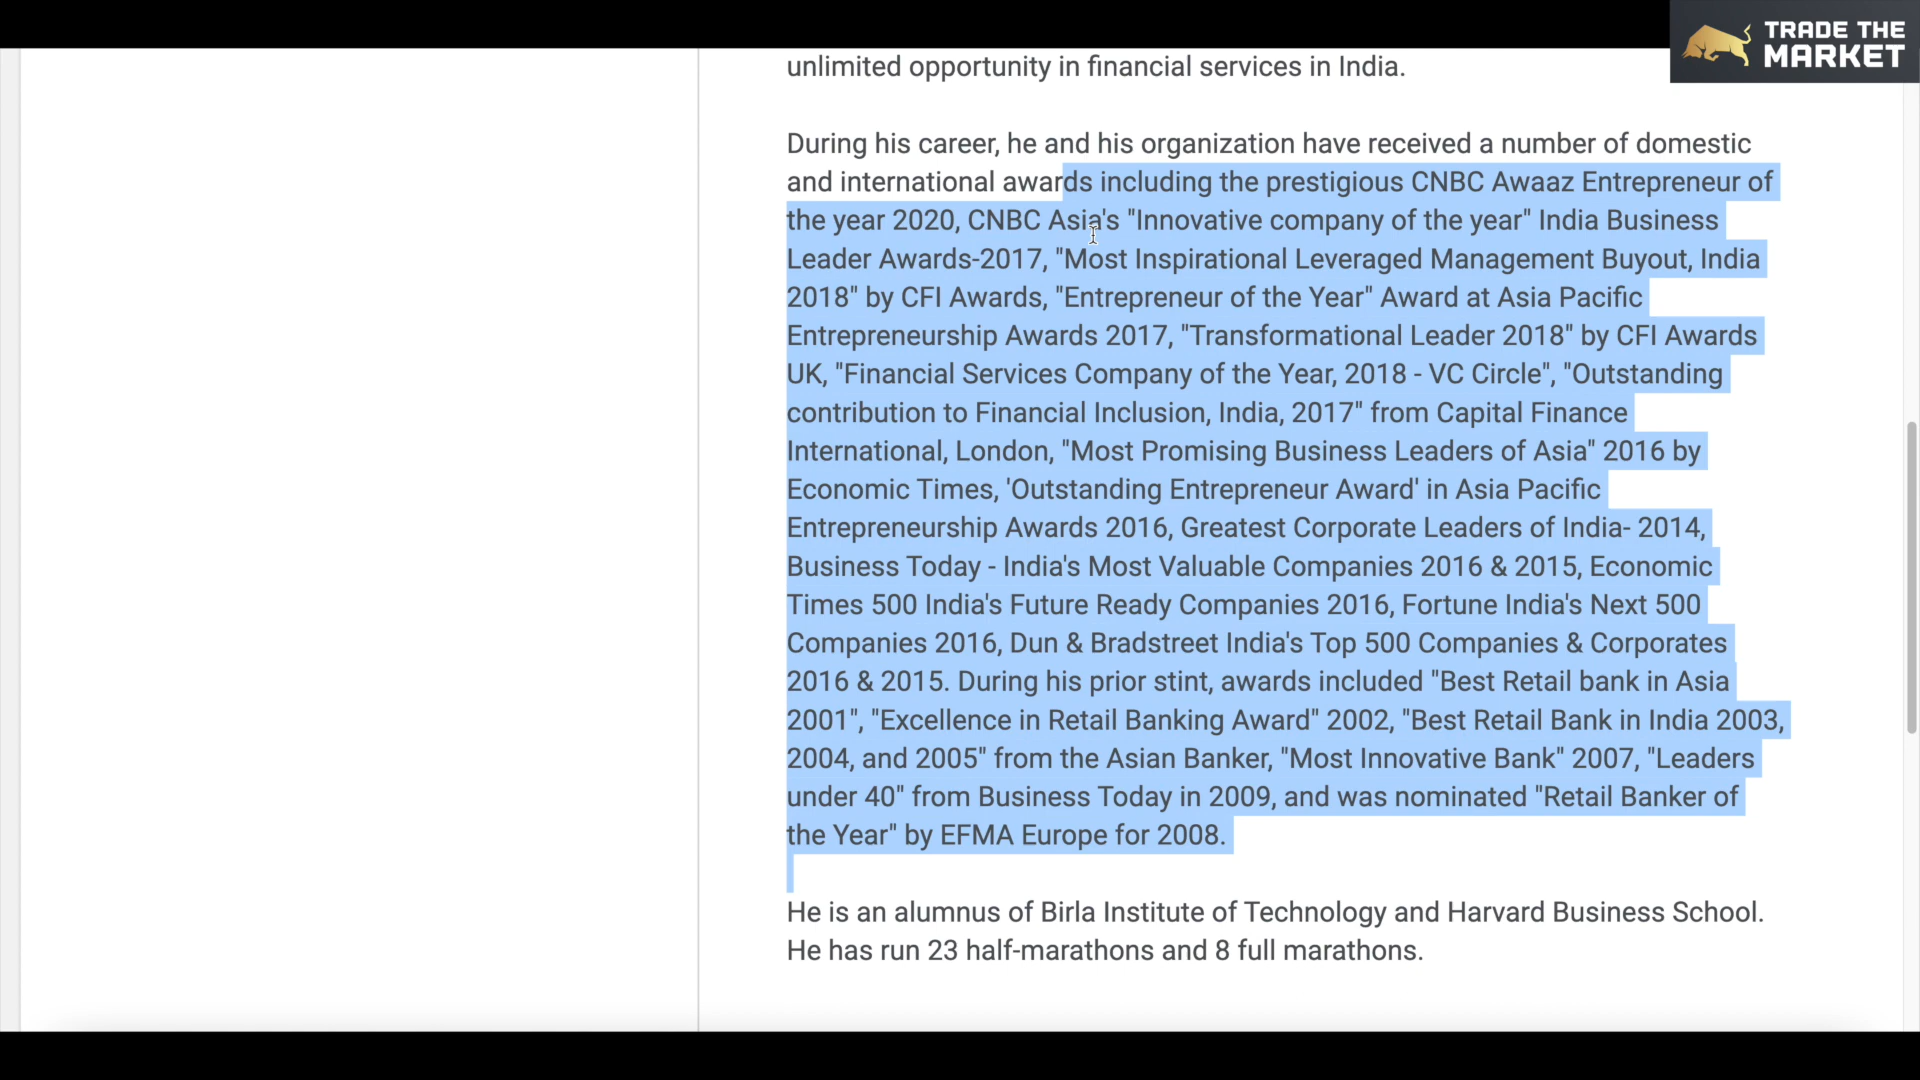 TRADE THE
MARKET
unlimited opportunity in financial services in India.
During his career, he and his organization have received a number of domestic
and international awards including the prestigious CNBC Awaaz Entrepreneur of
the year 2020, CNBC Asia's "Innovative company of the year" India Business
Leader Awards-2017, "Most Inspirational Leveraged Management Buyout, India
2018" by CFI Awards, "Entrepreneur of the Year" Award at Asia Pacific
Entrepreneurship Awards 2017, "Transformational Leader 2018" by CFI Awards
UK, "Financial Services Company of the Year, 2018 - VC Circle", "Outstanding
contribution to Financial Inclusion, India, 2017" from Capital Finance
International, London, "Most Promising Business Leaders of Asia" 2016 by
Economic Times, 'Outstanding Entrepreneur Award' in Asia Pacific
Entrepreneurship Awards 2016, Greatest Corporate Leaders of India- 2014,
Business Today - India's Most Valuable Companies 2016 & 2015, Economic
Times 500 India's Future Ready Companies 2016, Fortune India's Next 500
Companies 2016, Dun & Bradstreet India's Top 500 Companies & Corporates
2016 & 2015. During his prior stint, awards included "Best Retail bank in Asia
2001", "Excellence in Retail Banking Award" 2002, "Best Retail Bank in India 2003,
2004, and 2005" from the Asian Banker, "Most Innovative Bank" 2007, "Leaders
under 40" from Business Today in 2009, and was nominated "Retail Banker of
the Year" by EFMA Europe for 2008.
He is an alumnus of Birla Institute of Technology and Harvard Business School.
He has run 23 half-marathons and 8 full marathons.